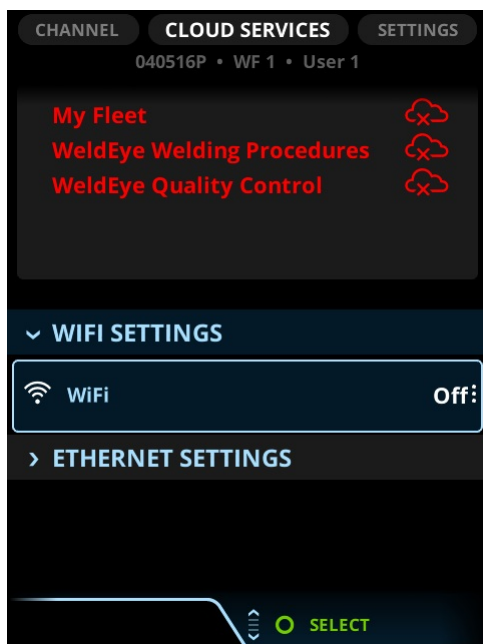 CHANNEL CLOUD SERVICES SETTINGS
040516P • WF 1 • User 1
My Fleet
WeldEye Welding Procedures
WeldEye Quality Control
WIFI SETTINGS
WiFi Off
ETHERNET SETTINGS
SELECT